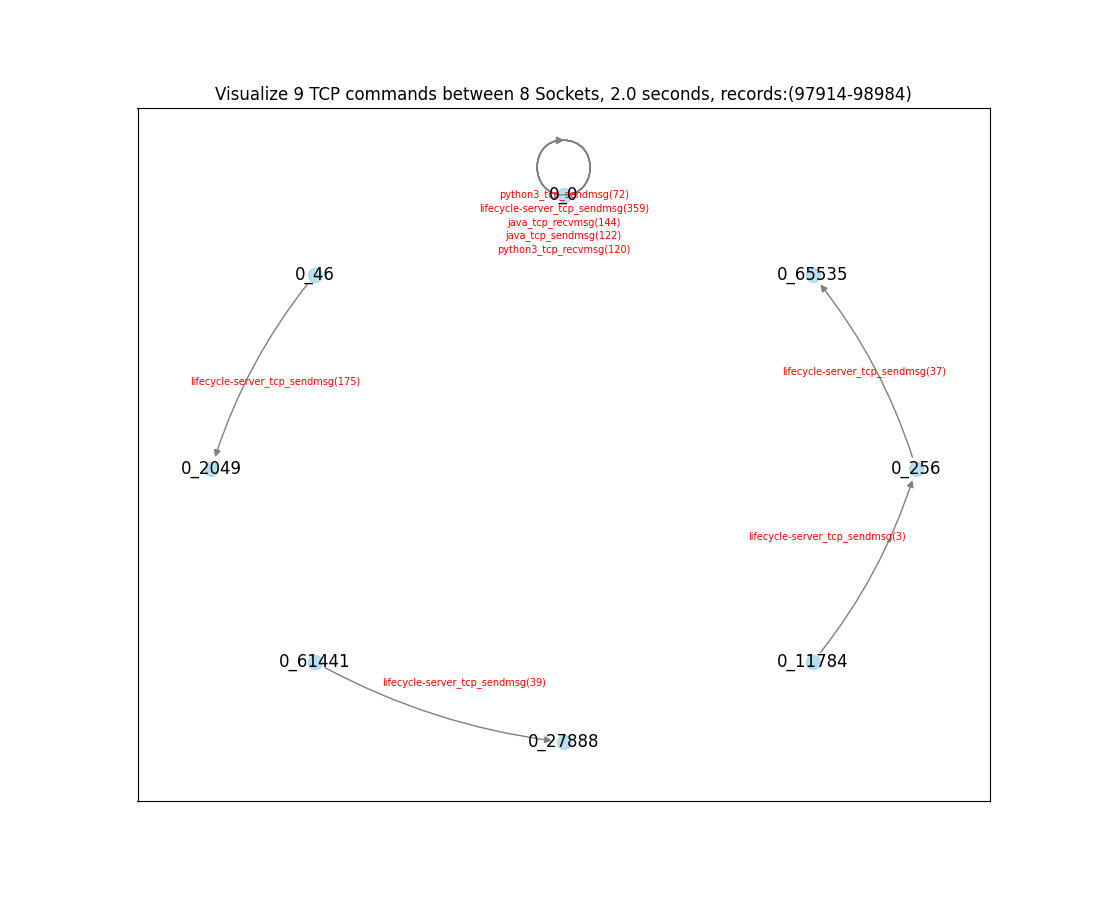 Visualize 9 TCP commands between 8 Sockets, 2.0 seconds, records:(97914-98984)
0_0
python3_tcp_sendmsg(72)
lifecycle-server_tcp_sendmsg(359)
java_tcp_recvmsg(144)
java_tcp_sendmsg(122)
python3_tcp_recvmsg(120)
0_46
0_65535
lifecycle-server_tcp_sendmsg(37)
lifecycle-server_tcp_sendmsg(175)
0_2049
0_256
lifecycle-server_tcp_sendmsg(3)
0_61441
0_11784
lifecycle-server_tcp_sendmsg(39)
0_27888